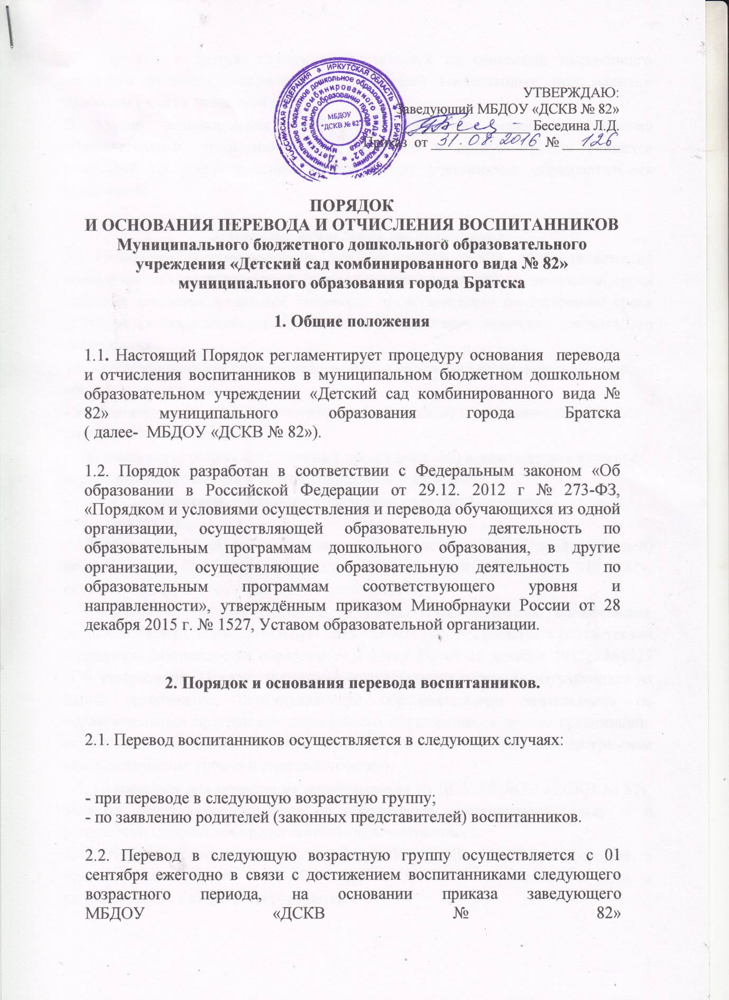 УТВЕРЖДАЮ:
Заведующий МБДОУ «ДСКВ № 82»
Беседина Л.Д.
Приказ от 31.08.2016 № 126
РОССИЙСКАЯ ФЕДЕРАЦИЯ * ИРКУТСКАЯ ОБЛАСТЬ * Г. БРАТСК *
Муниципальное бюджетное дошкольное образовательное учреждение
"Детский сад комбинированного вида № 82" *
муниципального образования города Братска
МБДОУ
"ДСКВ № 82"
ПОРЯДОК
И ОСНОВАНИЯ ПЕРЕВОДА И ОТЧИСЛЕНИЯ ВОСПИТАННИКОВ
Муниципального бюджетного дошкольного образовательного
учреждения «Детский сад комбинированного вида № 82»
муниципального образования города Братска
1. Общие положения
1.1. Настоящий Порядок регламентирует процедуру основания перевода
и отчисления воспитанников в муниципальном бюджетном дошкольном
образовательном учреждении «Детский сад комбинированного вида №
82» муниципального образования города Братска
( далее- МБДОУ «ДСКВ № 82»).
1.2. Порядок разработан в соответствии с Федеральным законом «Об
образовании в Российской Федерации от 29.12. 2012 г № 273-ФЗ,
«Порядком и условиями осуществления и перевода обучающихся из одной
организации, осуществляющей образовательную деятельность по
образовательным программам дошкольного образования, в другие
организации, осуществляющие образовательную деятельность по
образовательным программам соответствующего уровня и
направленности», утверждённым приказом Минобрнауки России от 28
декабря 2015 г. № 1527, Уставом образовательной организации.
2. Порядок и основания перевода воспитанников.
2.1. Перевод воспитанников осуществляется в следующих случаях:
- при переводе в следующую возрастную группу;
- по заявлению родителей (законных представителей) воспитанников.
2.2. Перевод в следующую возрастную группу осуществляется с 01
сентября ежегодно в связи с достижением воспитанниками следующего
возрастного периода, на основании приказа заведующего
МБДОУ «ДСКВ № 82»